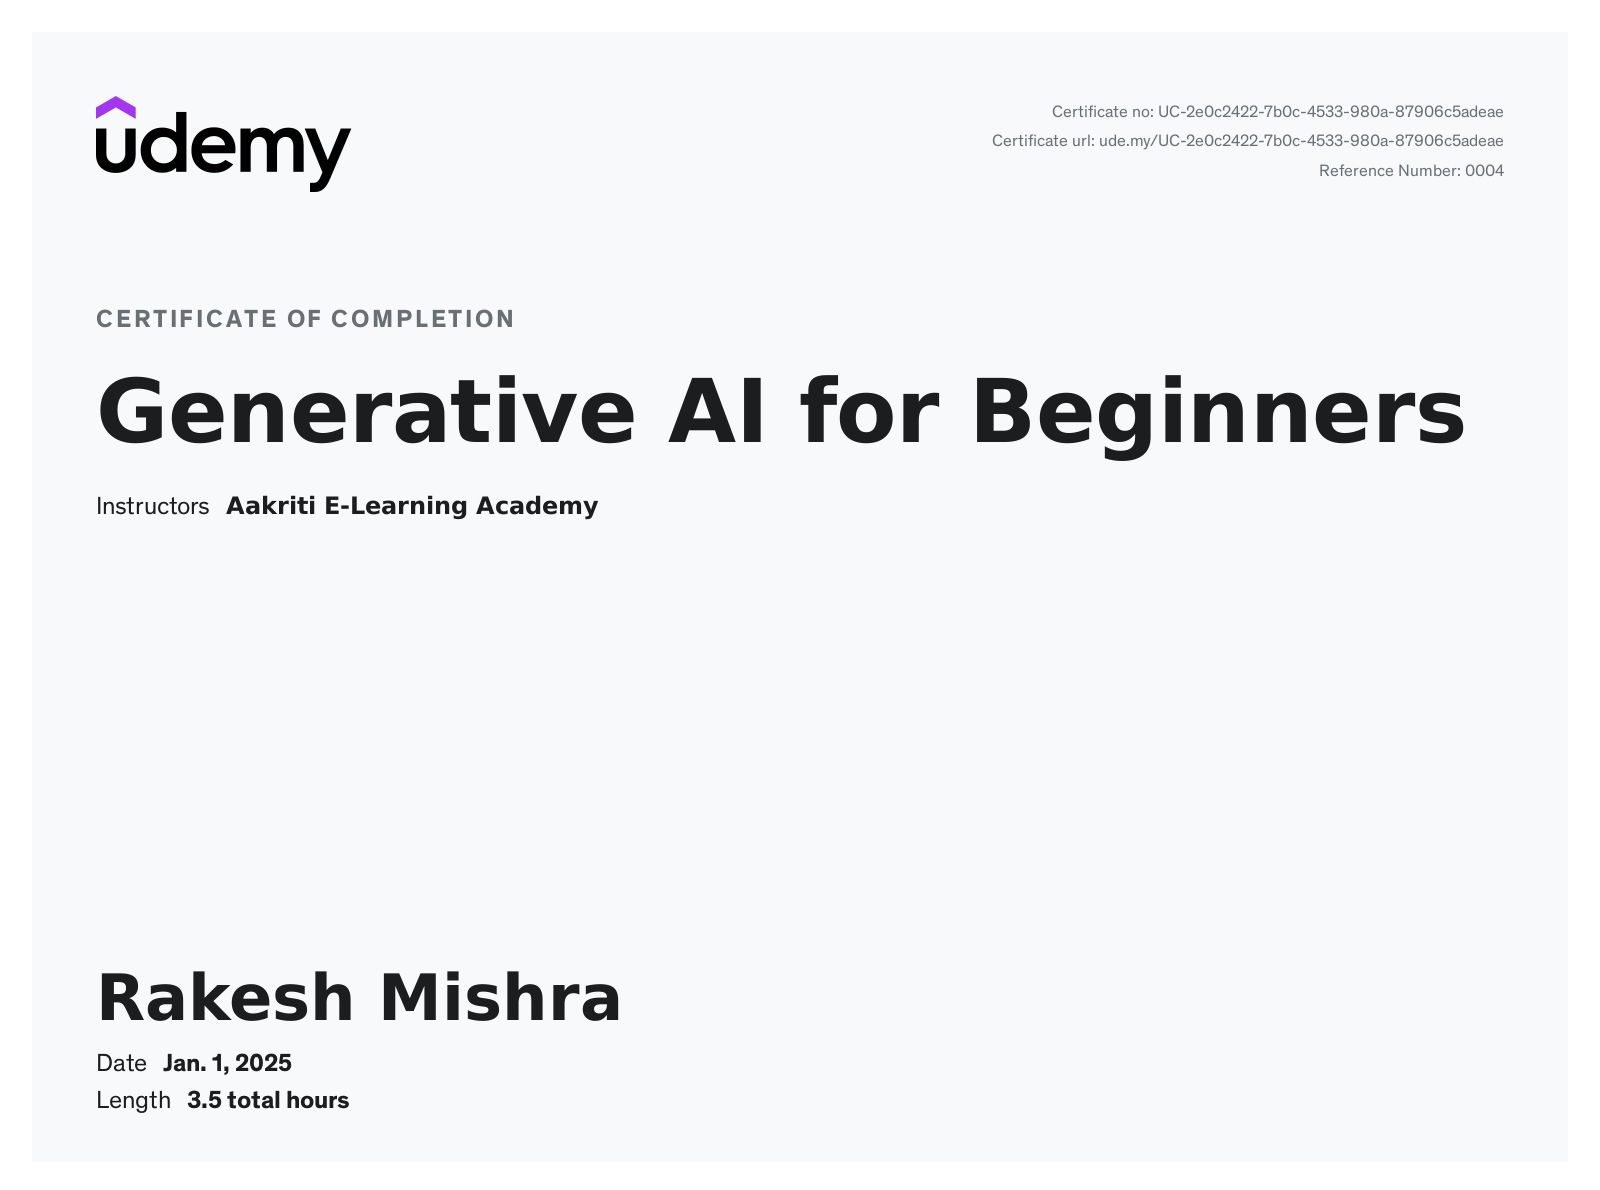 udemy
Certificate no: UC-2e0c2422-7b0c-4533-980a-87906c5adeae
Certificate url: ude.my/UC-2e0c2422-7b0c-4533-980a-87906c5adeae
Reference Number: 0004
CERTIFICATE OF COMPLETION
Generative AI for Beginners
Instructors Aakriti E-Learning Academy
Rakesh Mishra
Date Jan. 1, 2025
Length 3.5 total hours